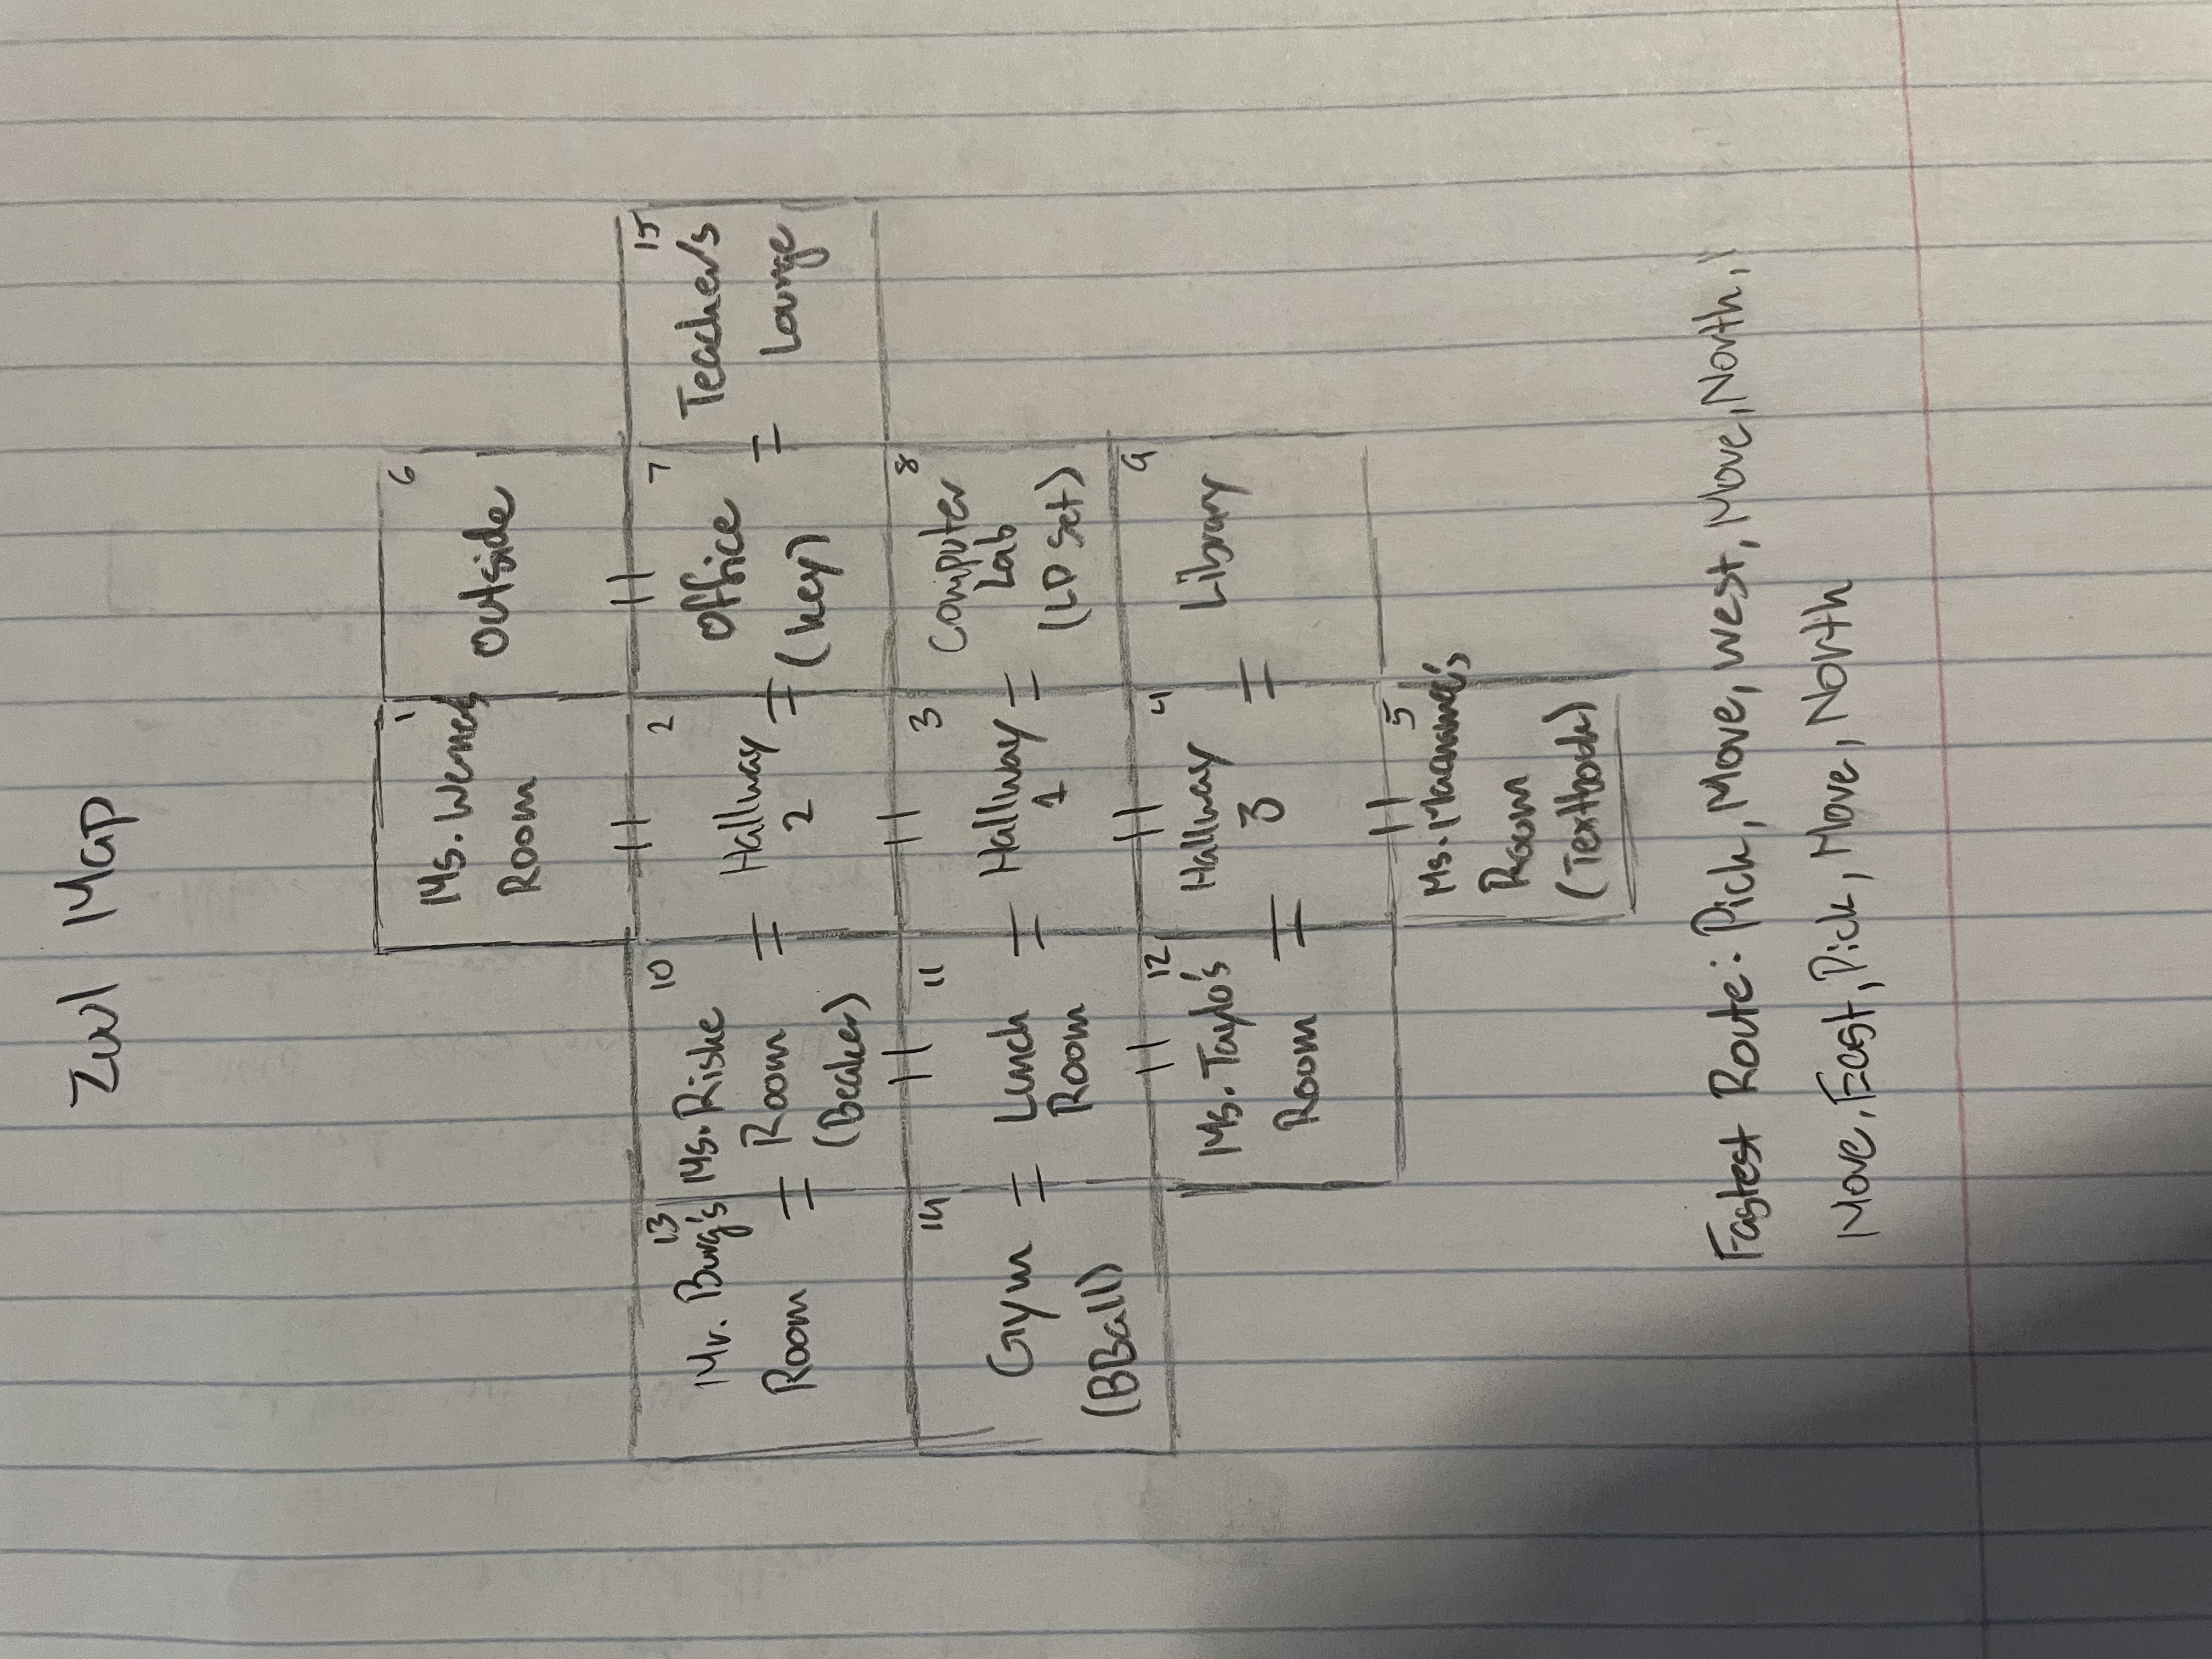 Zuul Map
1
6
Ms. Werner's
Room
Outside
13
10
2
7
15
Mr. Burg's
Room
Ms. Riske
Room
(Beaker)
Hallway
2
Office
(key)
Teacher's
Lounge
14
11
3
8
Gym
(BBall)
Lunch
Room
Hallway
1
Computer
Lab
(LD Set)
12
4
9
Ms. Taylo's
Room
Hallway
3
Library
5
Ms.
Room
(Textbook)
Fastest Route: Pick, Move, West, Move, North,
Move, East, Pick, Move, North